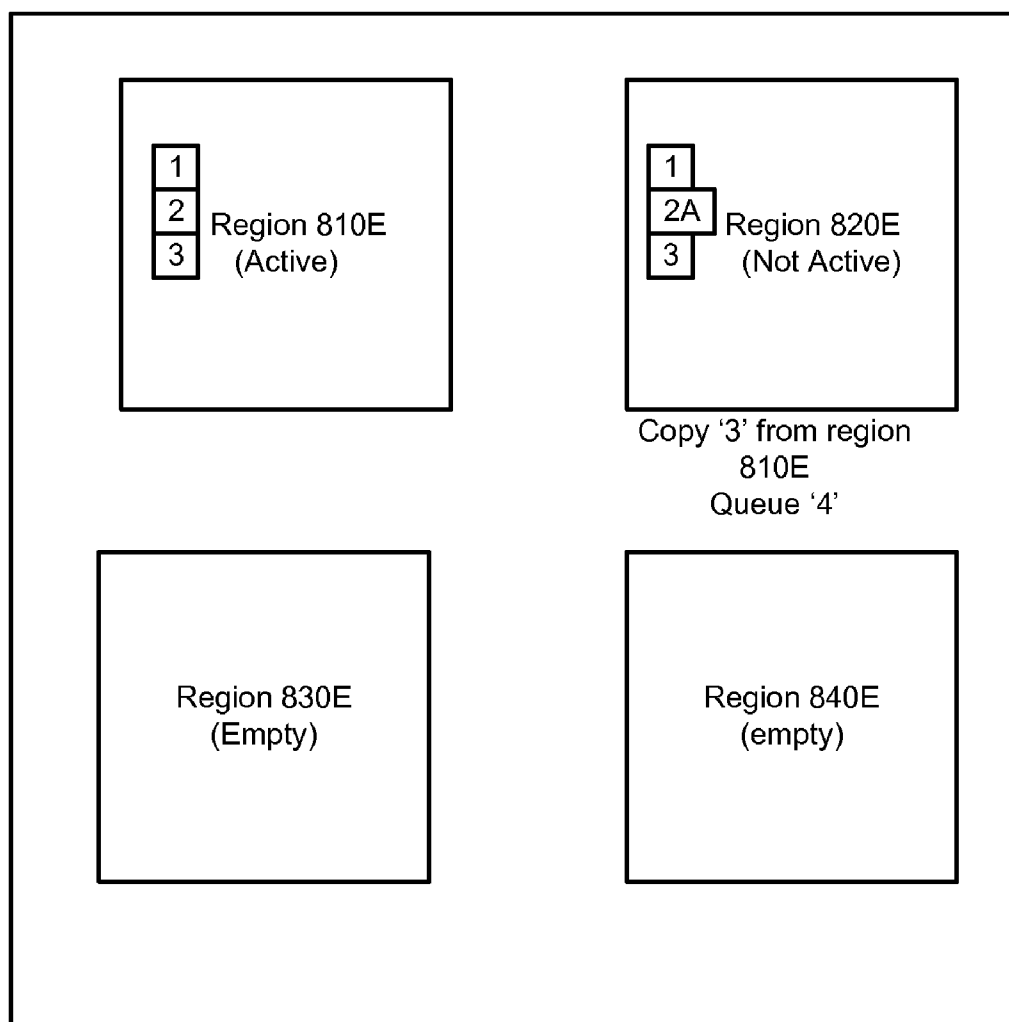 1
2
3
Region 810E
(Active)
1
2A
3
Region 820E
(Not Active)
Copy ‘3’ from region
810E
Queue ‘4’
Region 830E
(Empty)
Region 840E
(empty)